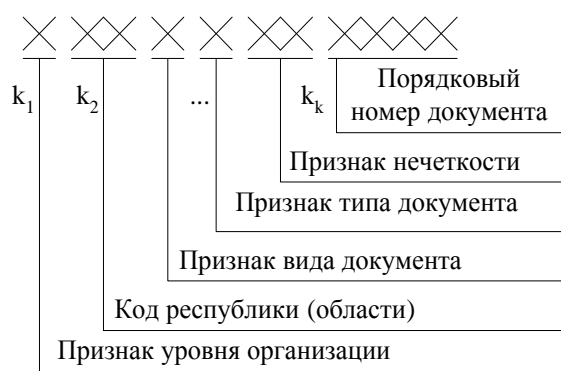 k1 k2 ... kk
Порядковый
номер документа
Признак нечеткости
Признак типа документа
Признак вида документа
Код республики (области)
Признак уровня организации